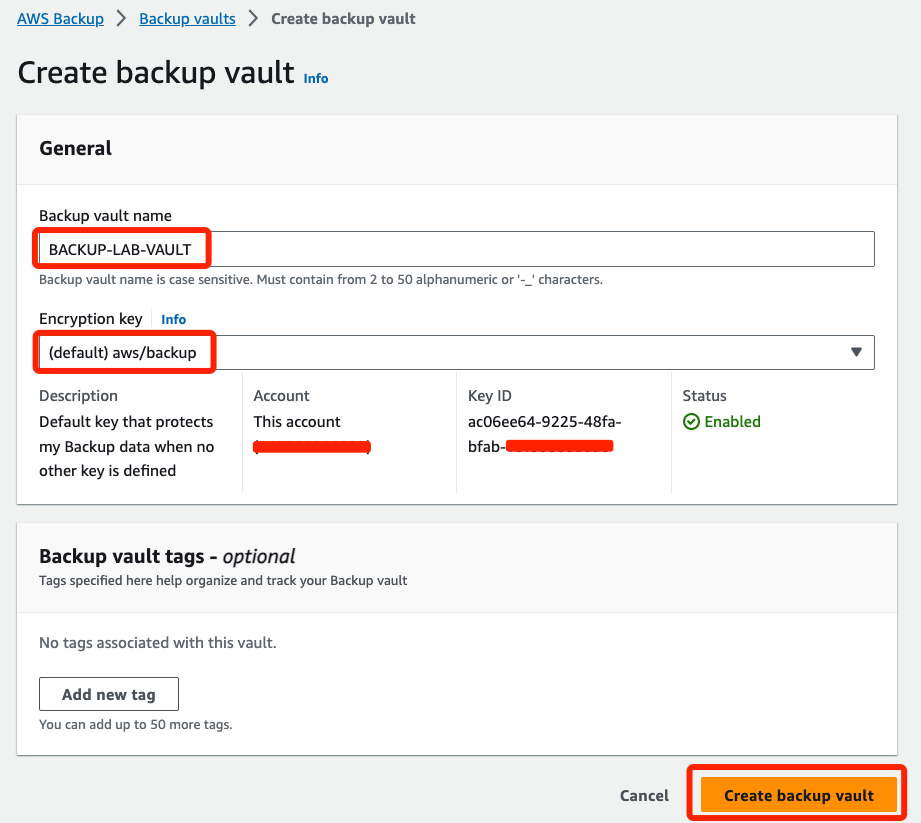 AWS Backup > Backup vaults > Create backup vault
Create backup vault Info
General
Backup vault name
BACKUP-LAB-VAULT
Backup vault name is case sensitive. Must contain from 2 to 50 alphanumeric or '-_' characters.
Encryption key Info
(default) aws/backup
Description
Default key that protects
my Backup data when no
other key is defined
Account
This account
Key ID
ac06ee64-9225-48fa-
bfab-
Status
Enabled
Backup vault tags - optional
Tags specified here help organize and track your Backup vault
No tags associated with this vault.
Add new tag
You can add up to 50 more tags.
Cancel
Create backup vault